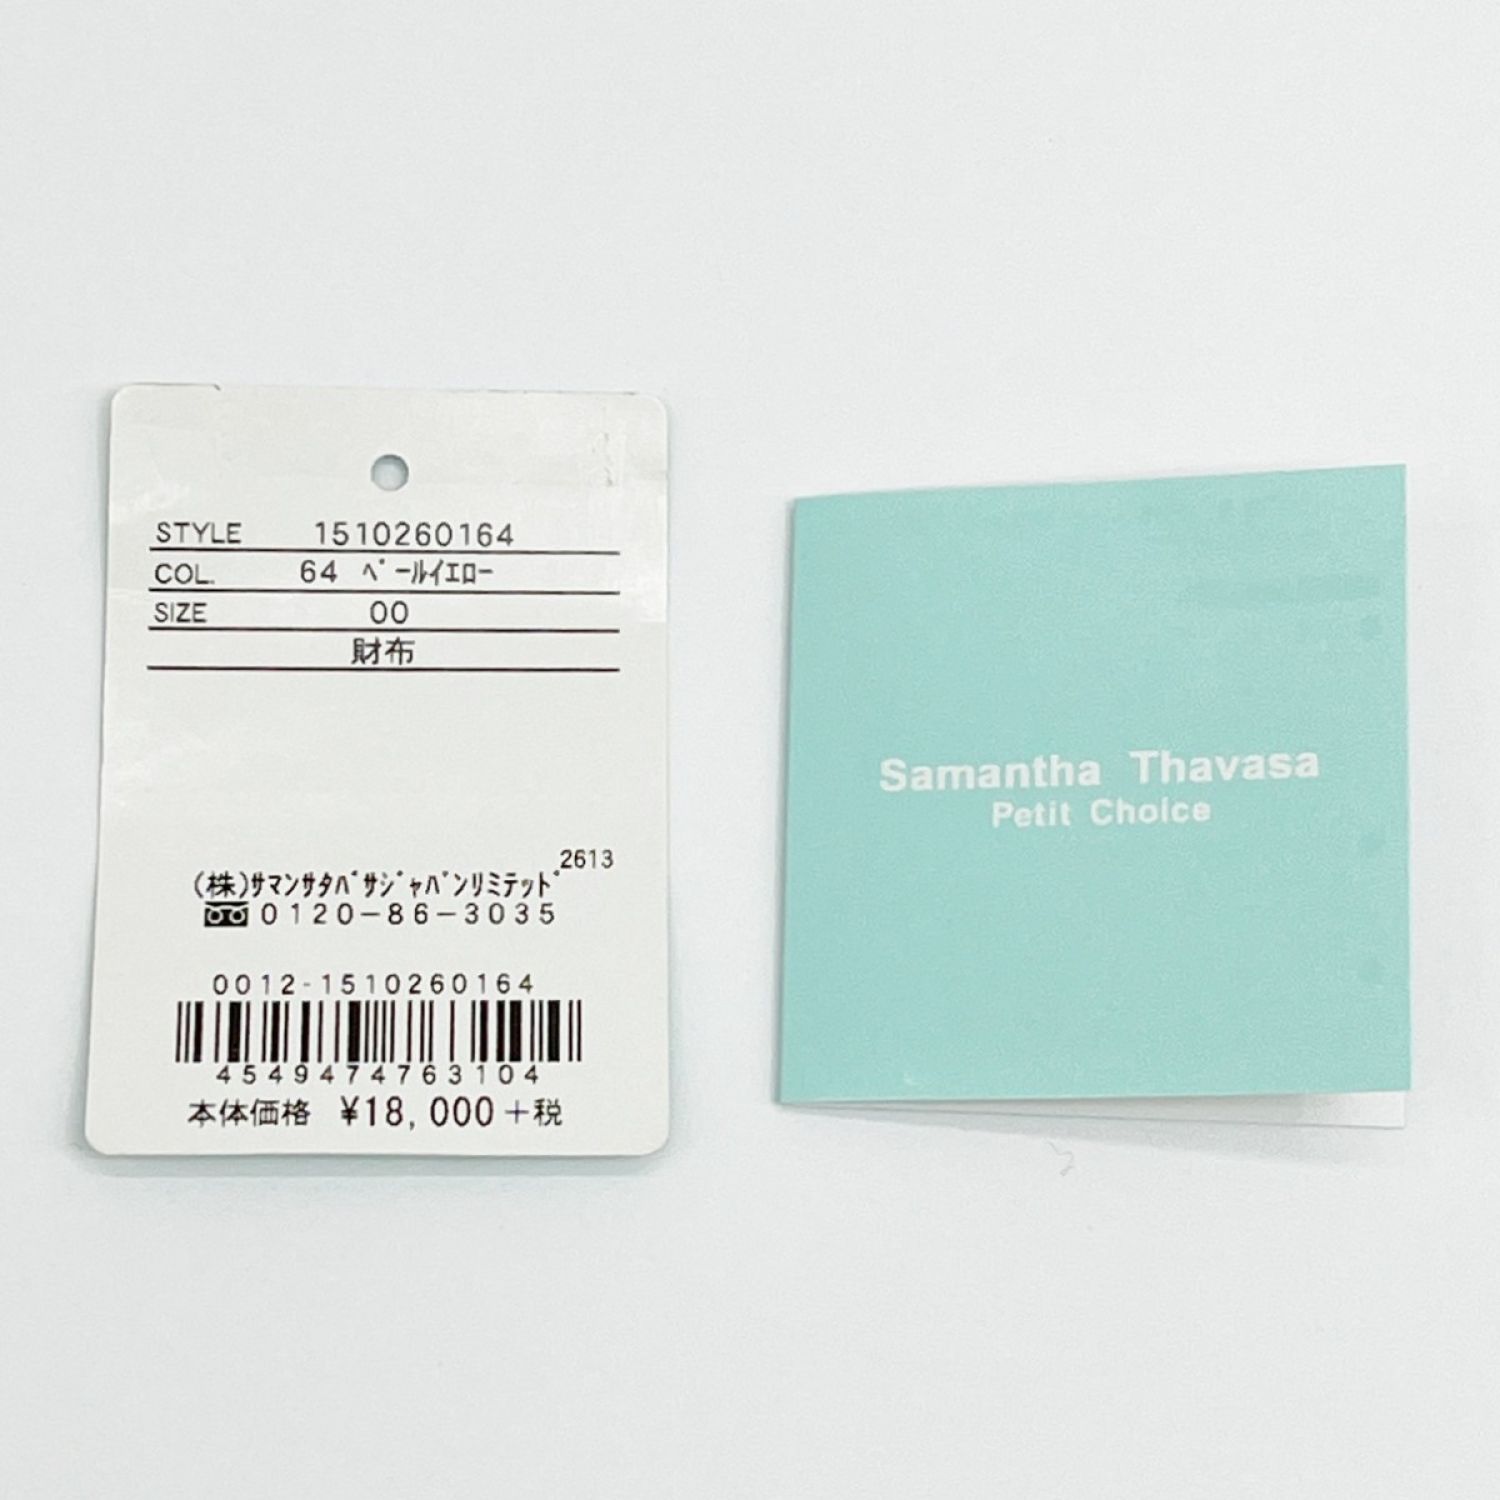 STYLE 1510260164
COL. 64 ﾍﾟｰﾙｲｴﾛｰ
SIZE 00
財布
2613
(株)ｻﾏﾝｻﾀﾊﾞｻｼﾞｬﾊﾟﾝﾘﾐﾃｯﾄﾞ
0120-86-3035
0012-1510260164
4549474763104
本体価格 ¥18,000+税
Samantha Thavasa
Petit Choice